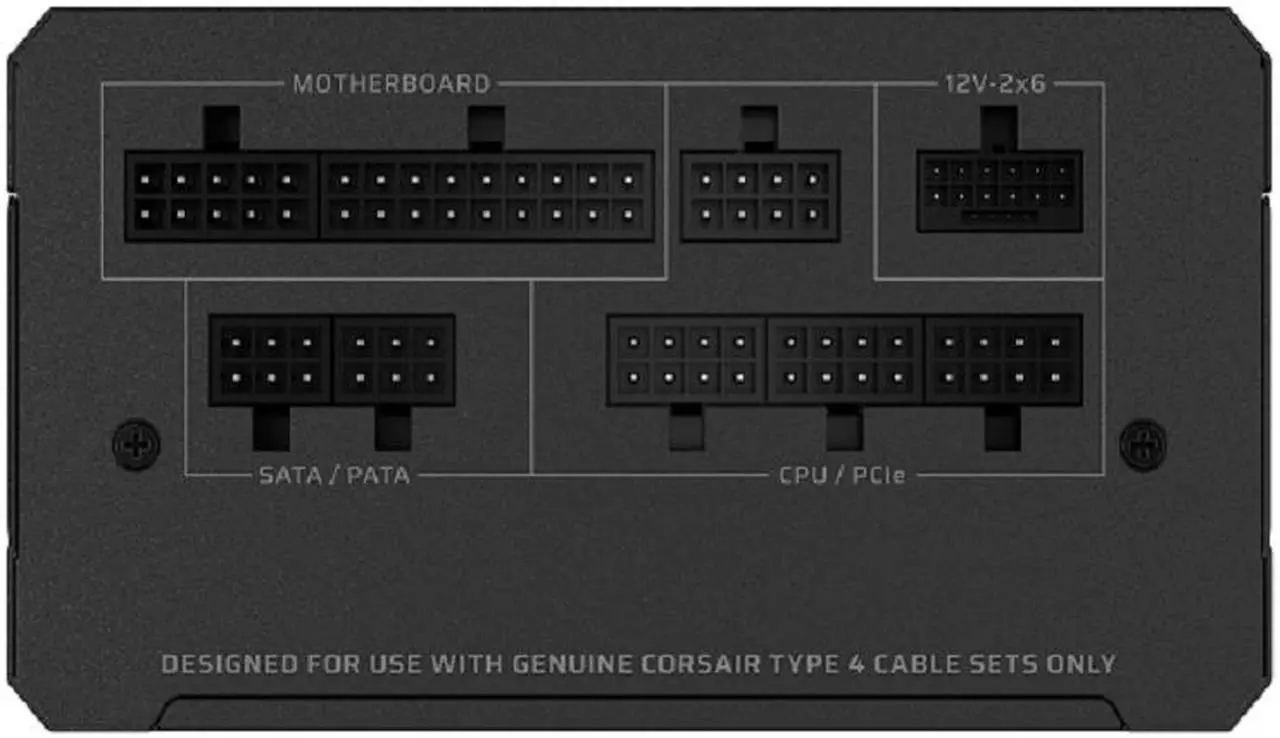 MOTHERBOARD
12V-2x6
SATA / PATA
CPU / PCIe
DESIGNED FOR USE WITH GENUINE CORSAIR TYPE 4 CABLE SETS ONLY